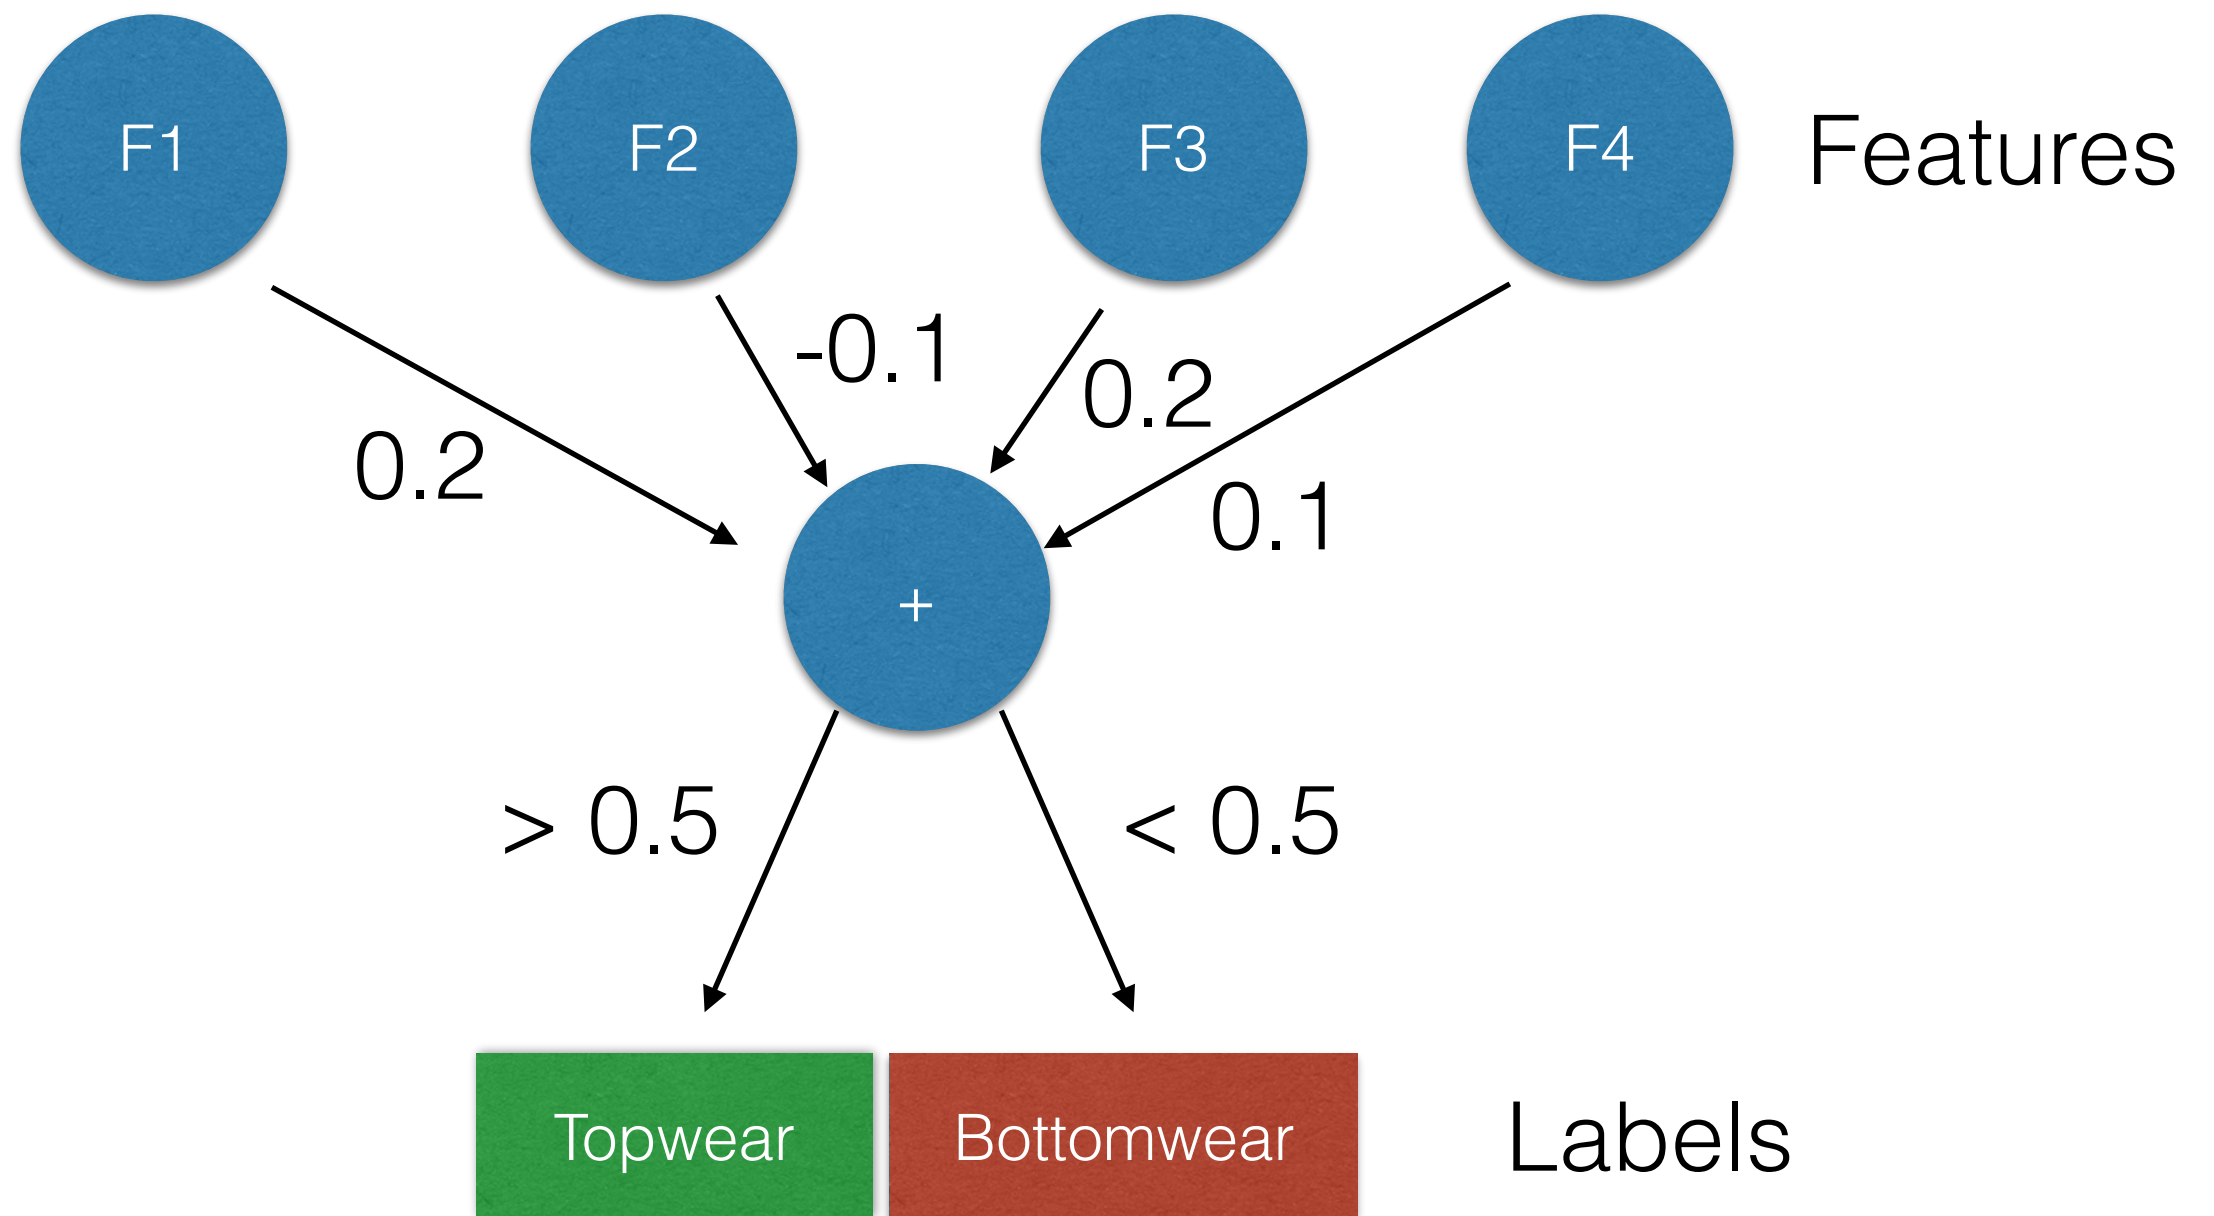 F1
F2
F3
F4
Features
-0.1
0.2
0.2
0.1
+
> 0.5
< 0.5
Topwear
Bottomwear
Labels